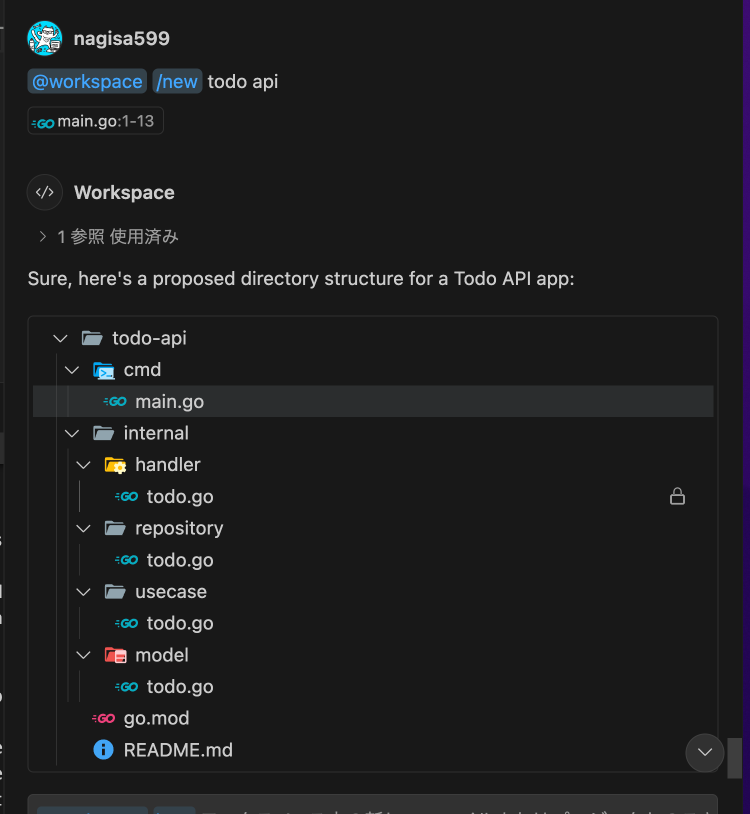 nagisa599
@workspace /new todo api
GO main.go:1-13
</> Workspace
> 1 参照 使用済み
Sure, here's a proposed directory structure for a Todo API app:
todo-api
cmd
GO main.go
internal
handler
GO todo.go
repository
GO todo.go
usecase
GO todo.go
model
GO todo.go
GO go.mod
README.md